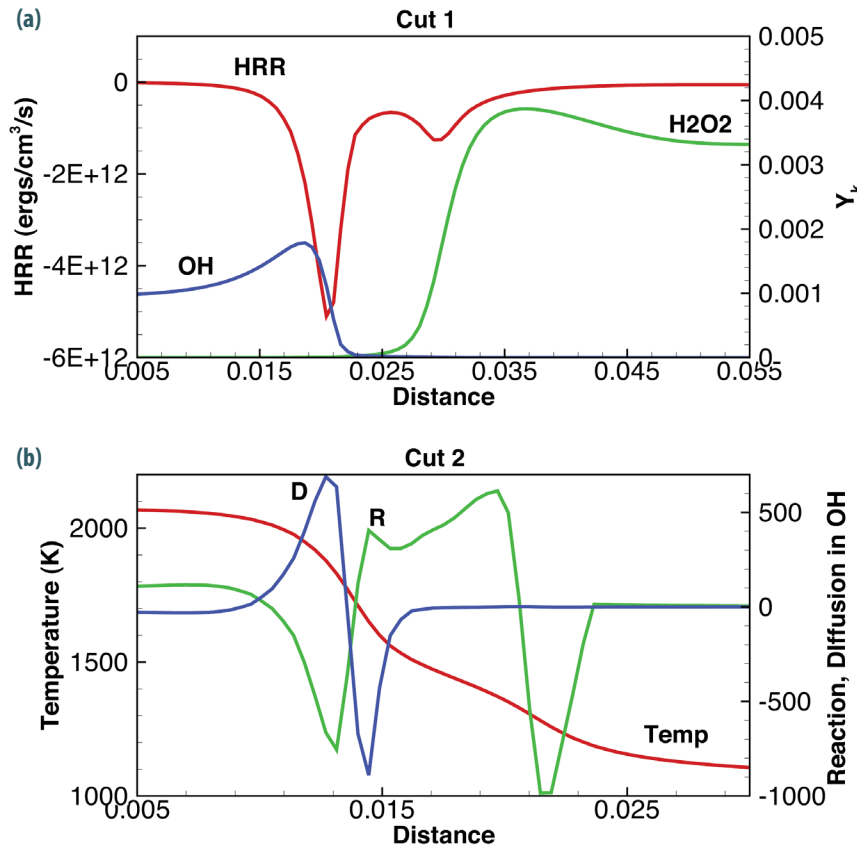 (a)
Cut 1
0.005
0
HRR
0.004
-2E+12
H2O2
0.003
HRR (ergs/cm3/s)
Yk
-4E+12
OH
0.002
0.001
-6E+12
0
0.005
0.015
0.025
0.035
0.045
0.055
Distance
(b)
Cut 2
D
R
2000
500
0
Temperature (K)
Reaction, DIffusion in OH
1500
-500
Temp
1000
-1000
0.005
0.015
0.025
Distance